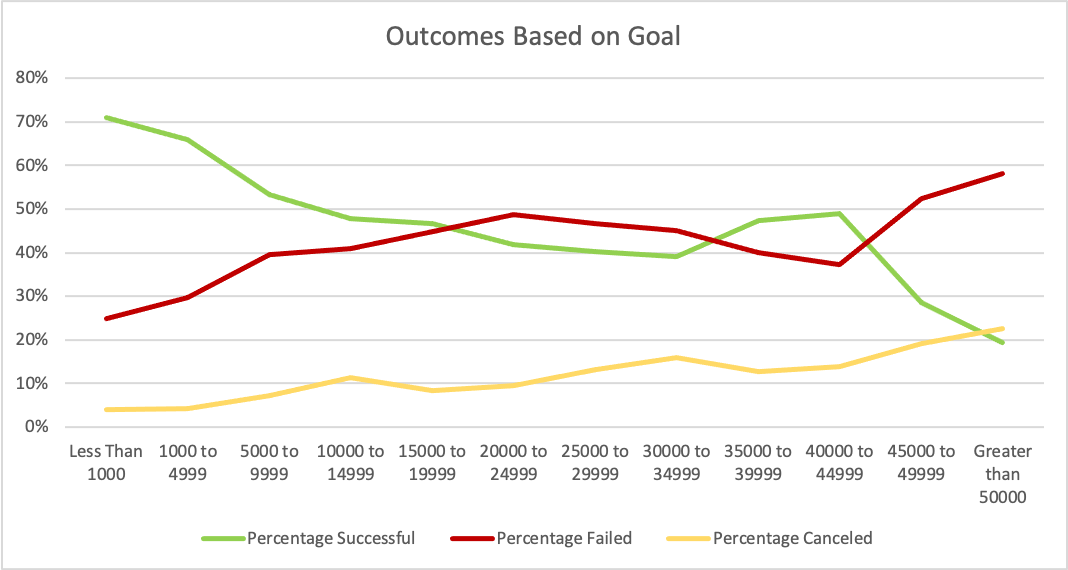 Outcomes Based on Goal
80%
70%
60%
50%
40%
30%
20%
10%
0%
Less Than
1000
1000 to
4999
5000 to
9999
10000 to
14999
15000 to
19999
20000 to
24999
25000 to
29999
30000 to
34999
35000 to
39999
40000 to
44999
45000 to
49999
Greater
than
50000
Percentage Successful
Percentage Failed
Percentage Canceled